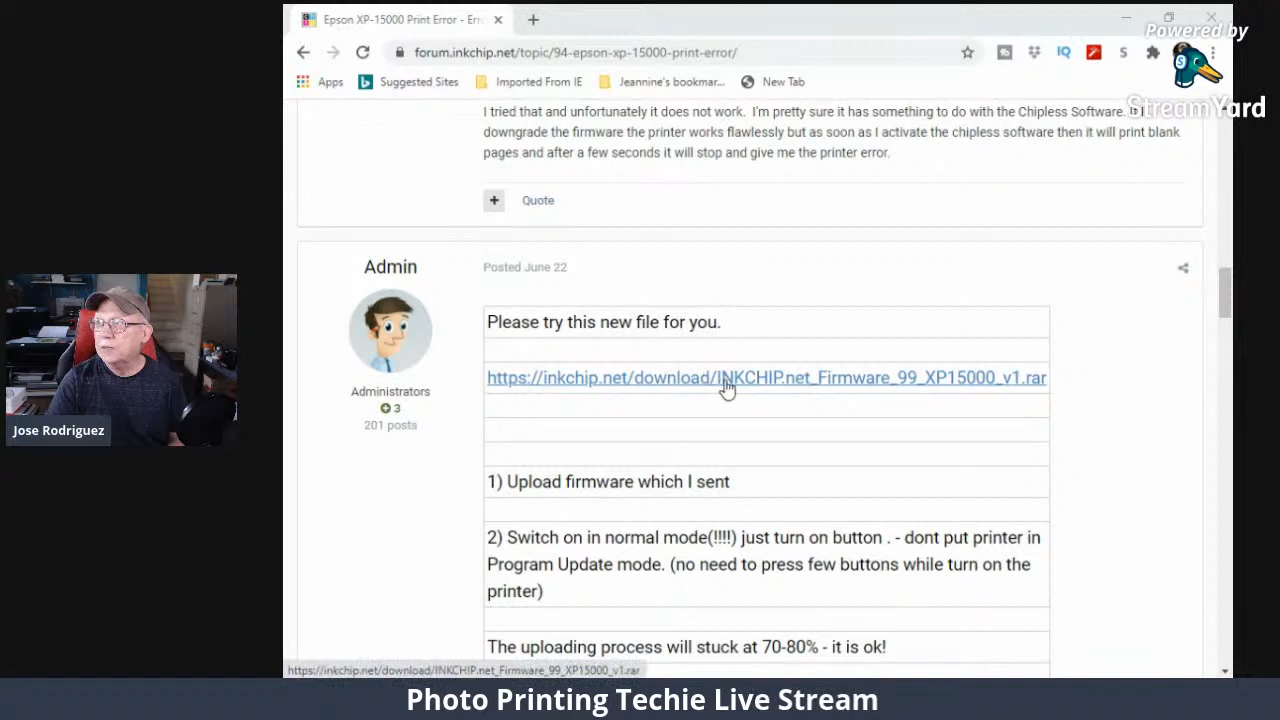 Epson XP-15000 Print Error - Err
Powered by
forum.inkchip.net/topic/94-epson-xp-15000-print-error/
IQ
S
Apps
Suggested Sites
Imported From IE
Jeannine's bookmar...
New Tab
StreamYard
I tried that and unfortunately it does not work. I'm pretty sure it has something to do with the Chipless Software.
downgrade the firmware the printer works flawlessly but as soon as I activate the chipless software then it will print blank
pages and after a few seconds it will stop and give me the printer error.
+ Quote
Admin
Posted June 22
Please try this new file for you.
https://inkchip.net/download/INKCHIP.net_Firmware_99_XP15000_v1.rar
Administrators
3
201 posts
Jose Rodriguez
1) Upload firmware which I sent
2) Switch on in normal mode(!!!!) just turn on button . - dont put printer in
Program Update mode. (no need to press few buttons while turn on the
printer)
The uploading process will stuck at 70-80% - it is ok!
https://inkchip.net/download/INKCHIP.net_Firmware_99_XP15000_v1.rar
Photo Printing Techie Live Stream